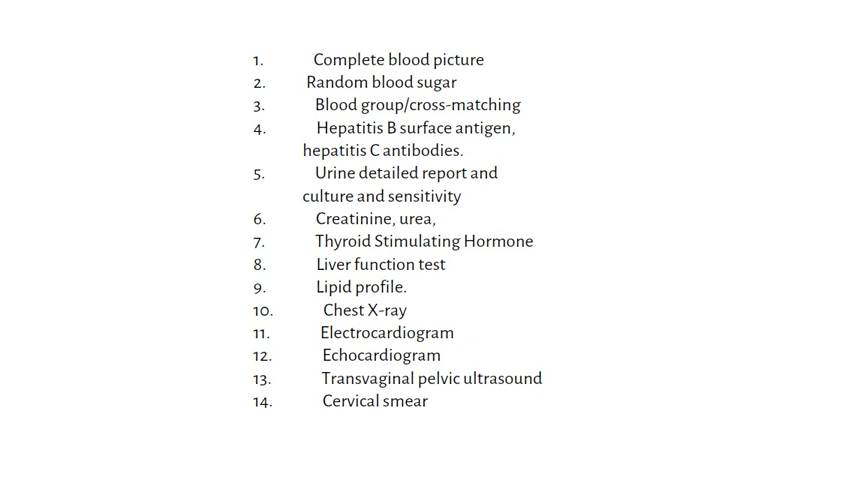 1. Complete blood picture
2. Random blood sugar
3. Blood group/cross-matching
4. Hepatitis B surface antigen,
hepatitis C antibodies.
5. Urine detailed report and
culture and sensitivity
6. Creatinine, urea,
7. Thyroid Stimulating Hormone
8. Liver function test
9. Lipid profile.
10. Chest X-ray
11. Electrocardiogram
12. Echocardiogram
13. Transvaginal pelvic ultrasound
14. Cervical smear